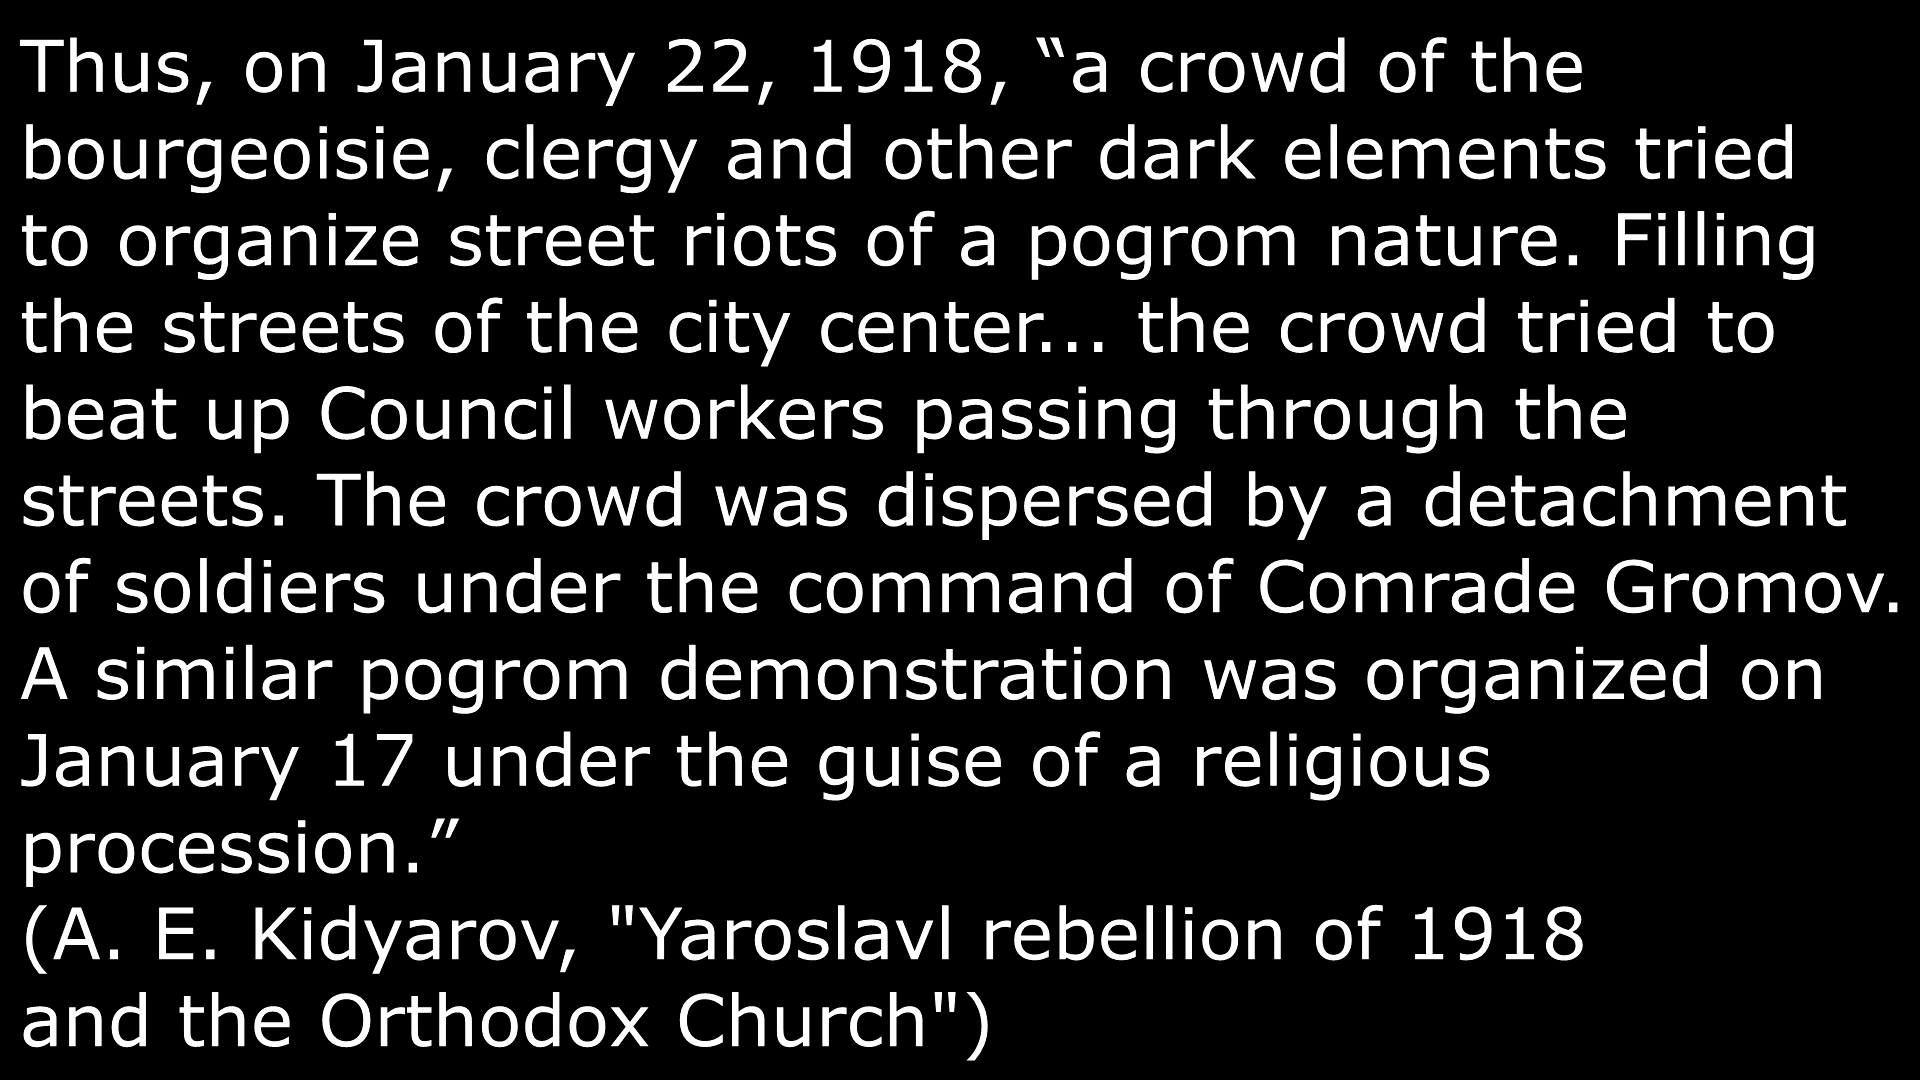 Thus, on January 22, 1918, “a crowd of the
bourgeoisie, clergy and other dark elements tried
to organize street riots of a pogrom nature. Filling
the streets of the city center... the crowd tried to
beat up Council workers passing through the
streets. The crowd was dispersed by a detachment
of soldiers under the command of Comrade Gromov.
A similar pogrom demonstration was organized on
January 17 under the guise of a religious
procession.”
(A. E. Kidyarov, "Yaroslavl rebellion of 1918
and the Orthodox Church")